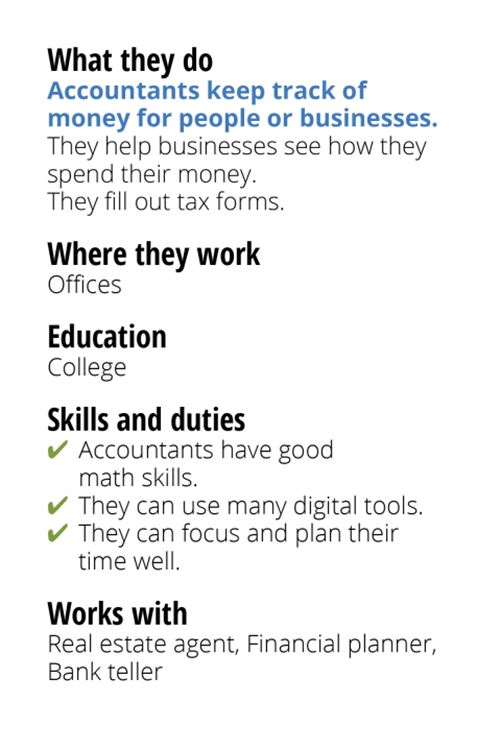 What they do
Accountants keep track of
money for people or businesses.
They help businesses see how they
spend their money.
They fill out tax forms.
Where they work
Offices
Education
College
Skills and duties
✔ Accountants have good
math skills.
✔ They can use many digital tools.
✔ They can focus and plan their
time well.
Works with
Real estate agent, Financial planner,
Bank teller